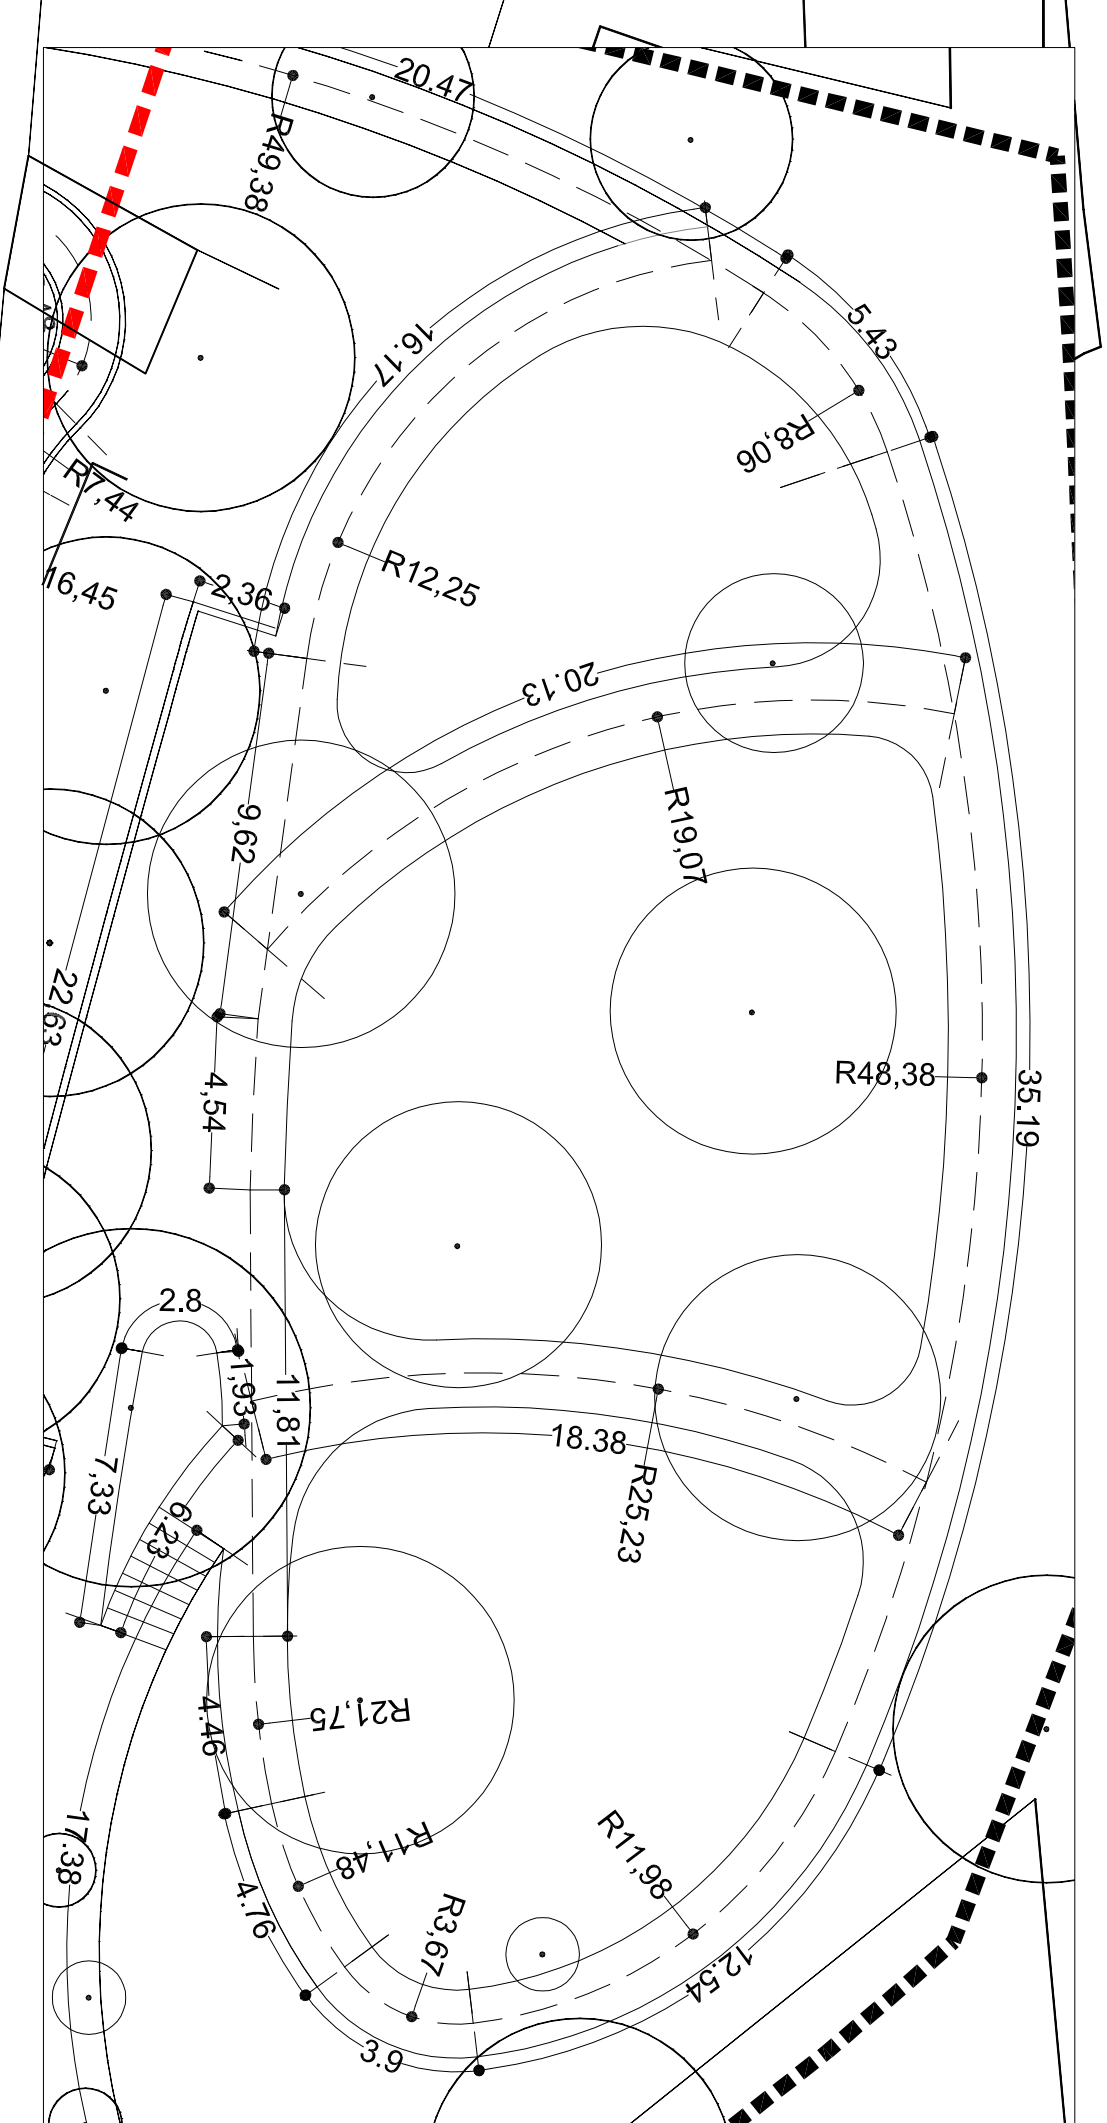 20.47
R49,38
5.43
16.17
R8,06
R7,44
R12,25
16,45
2,36
20.13
9,62
R19,07
22,63
R48,38
4,54
35.19
2.8
1,93
11,81
18.38
7,33
6
6.23
R25,23
4.46
R21,75
17.38
R11,48
R11,98
4.76
R3,67
12.54
3.9